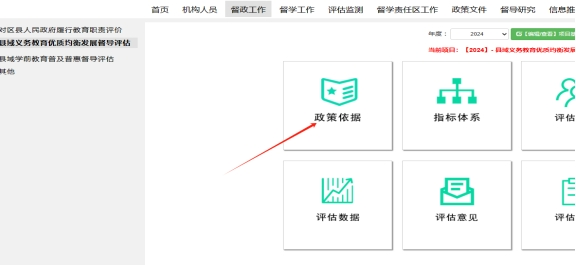 首页 机构人员 督政工作 督学工作 评估监测 督学责任区工作 政策文件 督导研究 信息推
对区县人民政府履行教育职责评价
县域义务教育优质均衡发展督导评估
县域学前教育普及普惠督导评估
其他
年度： 2024
当前项目：【2024】- 县域义务教育优质均衡发展
政策依据 指标体系 评估
评估数据 评估意见 评估